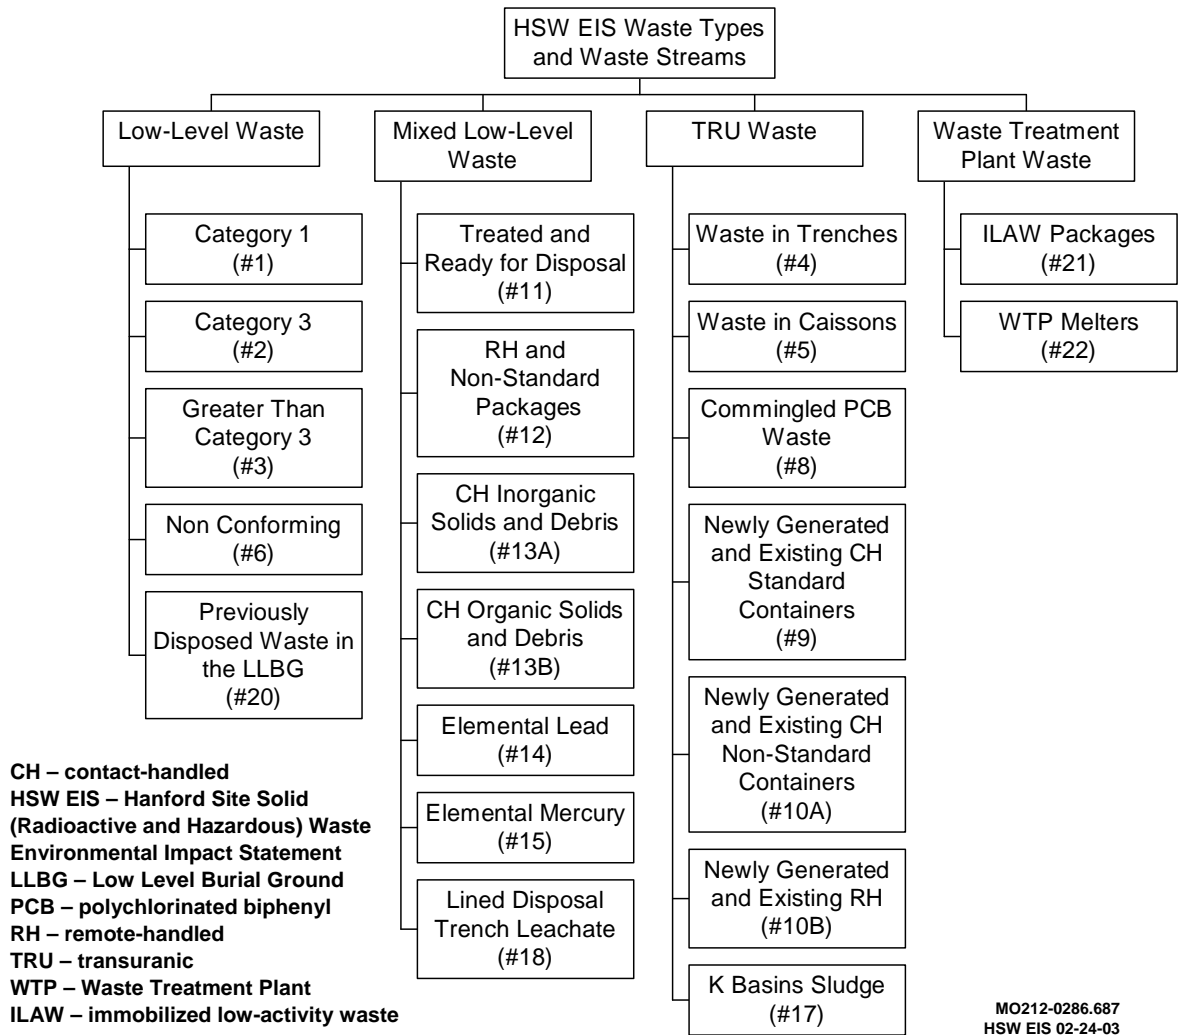 HSW EIS Waste Types
and Waste Streams
Low-Level Waste
Category 1
(#1)
Category 3
(#2)
Greater Than
Category 3
(#3)
Non Conforming
(#6)
Previously
Disposed Waste in
the LLBG
(#20)
Mixed Low-Level
Waste
Treated and
Ready for Disposal
(#11)
RH and
Non-Standard
Packages
(#12)
CH Inorganic
Solids and Debris
(#13A)
CH Organic Solids
and Debris
(#13B)
Elemental Lead
(#14)
Elemental Mercury
(#15)
Lined Disposal
Trench Leachate
(#18)
TRU Waste
Waste in Trenches
(#4)
Waste in Caissons
(#5)
Commingled PCB
Waste
(#8)
Newly Generated
and Existing CH
Standard
Containers
(#9)
Newly Generated
and Existing CH
Non-Standard
Containers
(#10A)
Newly Generated
and Existing RH
(#10B)
K Basins Sludge
(#17)
Waste Treatment
Plant Waste
ILAW Packages
(#21)
WTP Melters
(#22)
CH – contact-handled
HSW EIS – Hanford Site Solid
(Radioactive and Hazardous) Waste
Environmental Impact Statement
LLBG – Low Level Burial Ground
PCB – polychlorinated biphenyl
RH – remote-handled
TRU – transuranic
WTP – Waste Treatment Plant
ILAW – immobilized low-activity waste
MO212-0286.687
HSW EIS 02-24-03